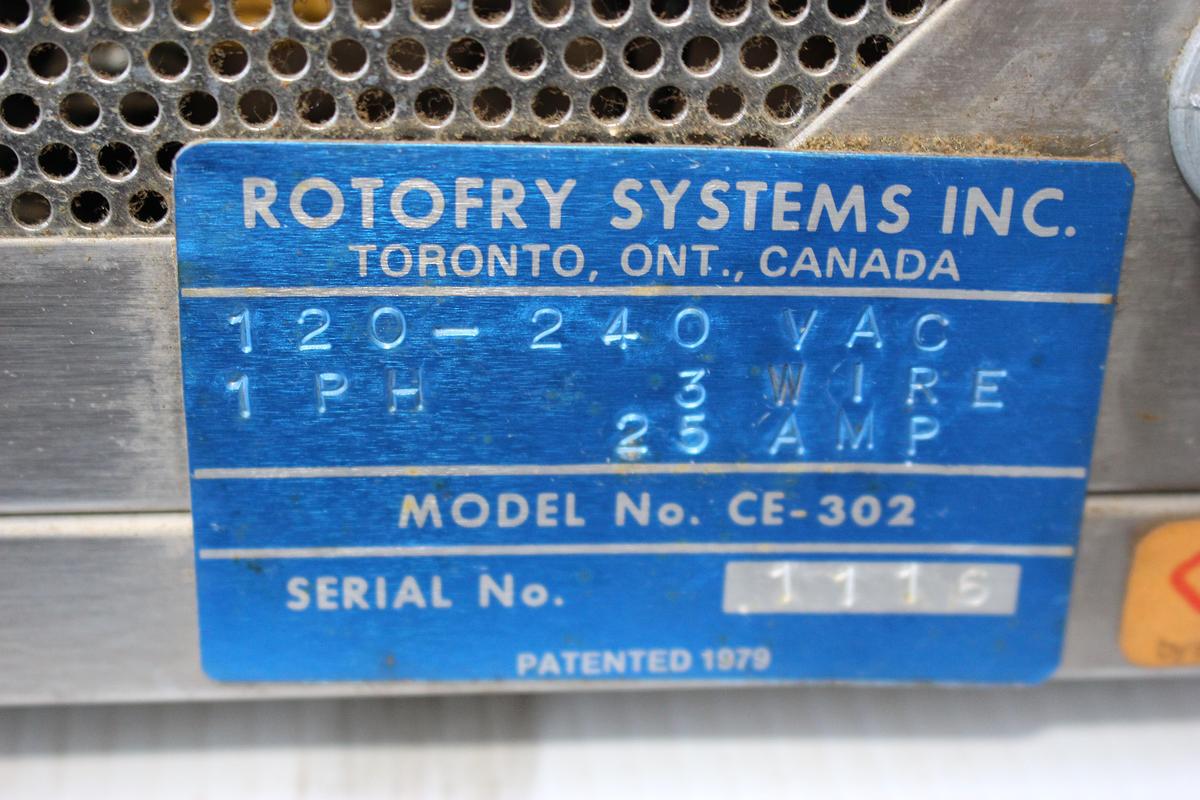 ROTOFRY SYSTEMS INC.
TORONTO, ONT., CANADA
120-240 VAC
1 PH 3 WIRE
25 AMP
MODEL No. CE-302
SERIAL No. 1116
PATENTED 1979